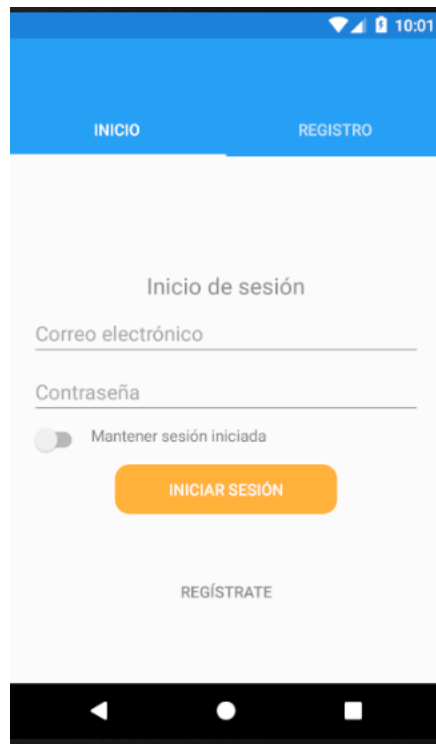 10:01
INICIO
REGISTRO
Inicio de sesión
Correo electrónico
Contraseña
Mantener sesión iniciada
INICIAR SESIÓN
REGÍSTRATE